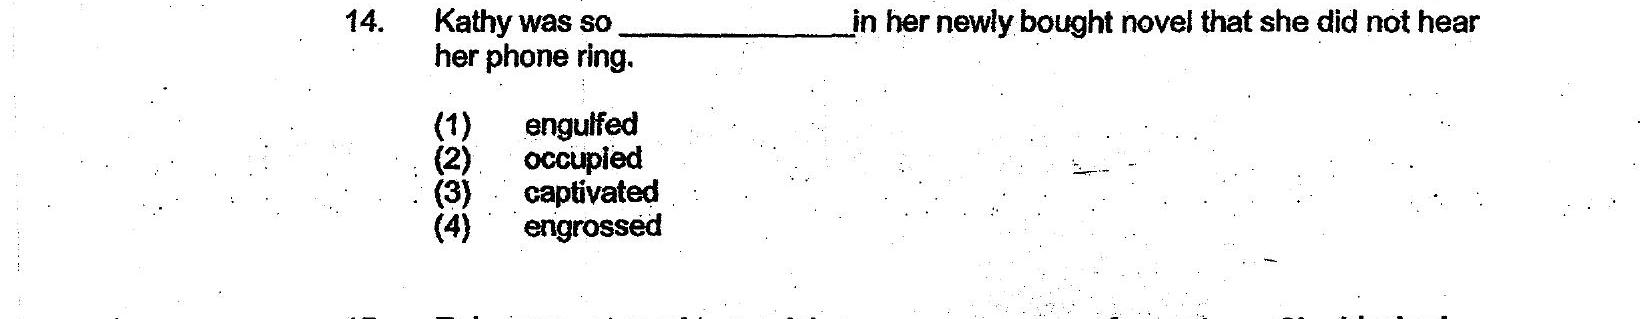 14. Kathy was so ____________ in her newly bought novel that she did not hear
her phone ring.
(1) engulfed
(2) occupied
(3) captivated
(4) engrossed